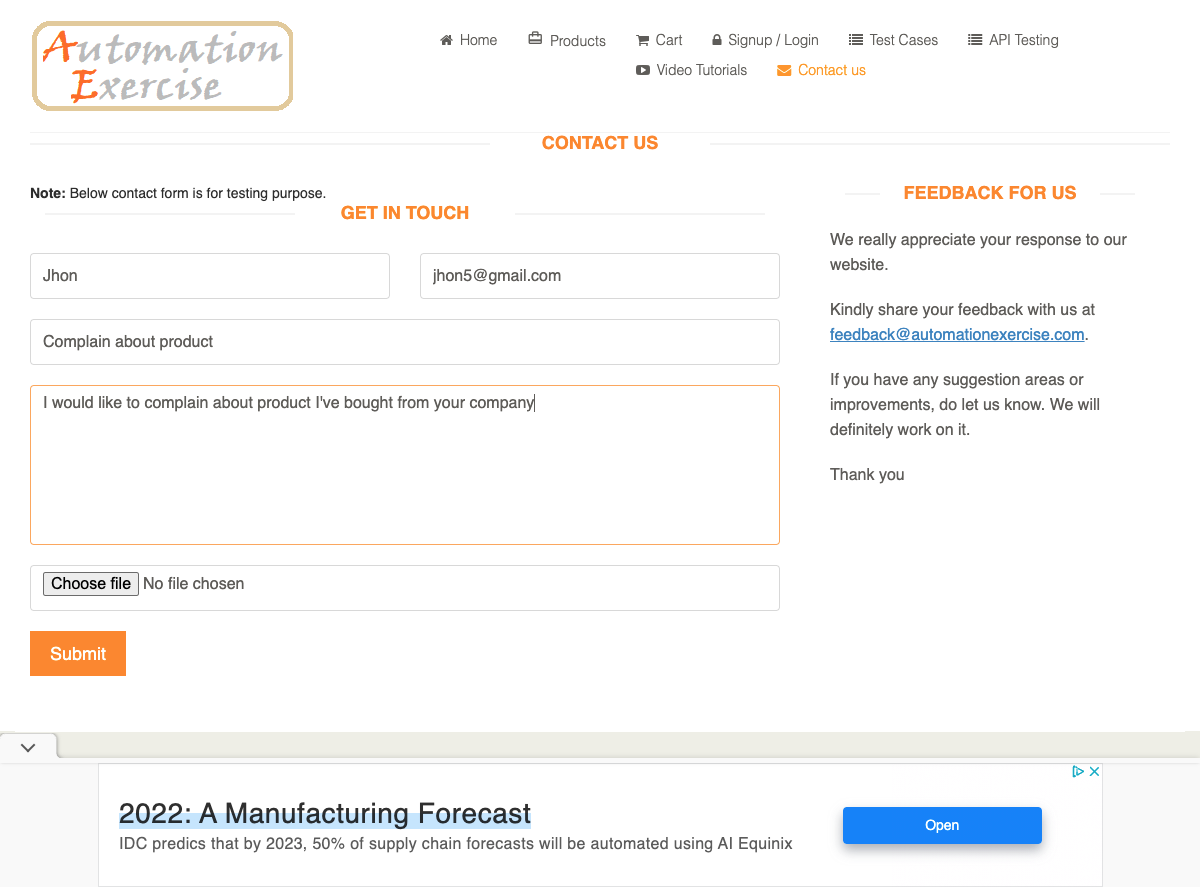 Automation
Exercise
Home
Products
Cart
Signup / Login
Test Cases
API Testing
Video Tutorials
Contact us
CONTACT US
Note: Below contact form is for testing purpose.
GET IN TOUCH
Jhon
jhon5@gmail.com
Complain about product
I would like to complain about product I've bought from your company
Choose file No file chosen
Submit
FEEDBACK FOR US
We really appreciate your response to our
website.
Kindly share your feedback with us at
feedback@automationexercise.com.
If you have any suggestion areas or
improvements, do let us know. We will
definitely work on it.
Thank you
2022: A Manufacturing Forecast
IDC predics that by 2023, 50% of supply chain forecasts will be automated using AI Equinix
Open